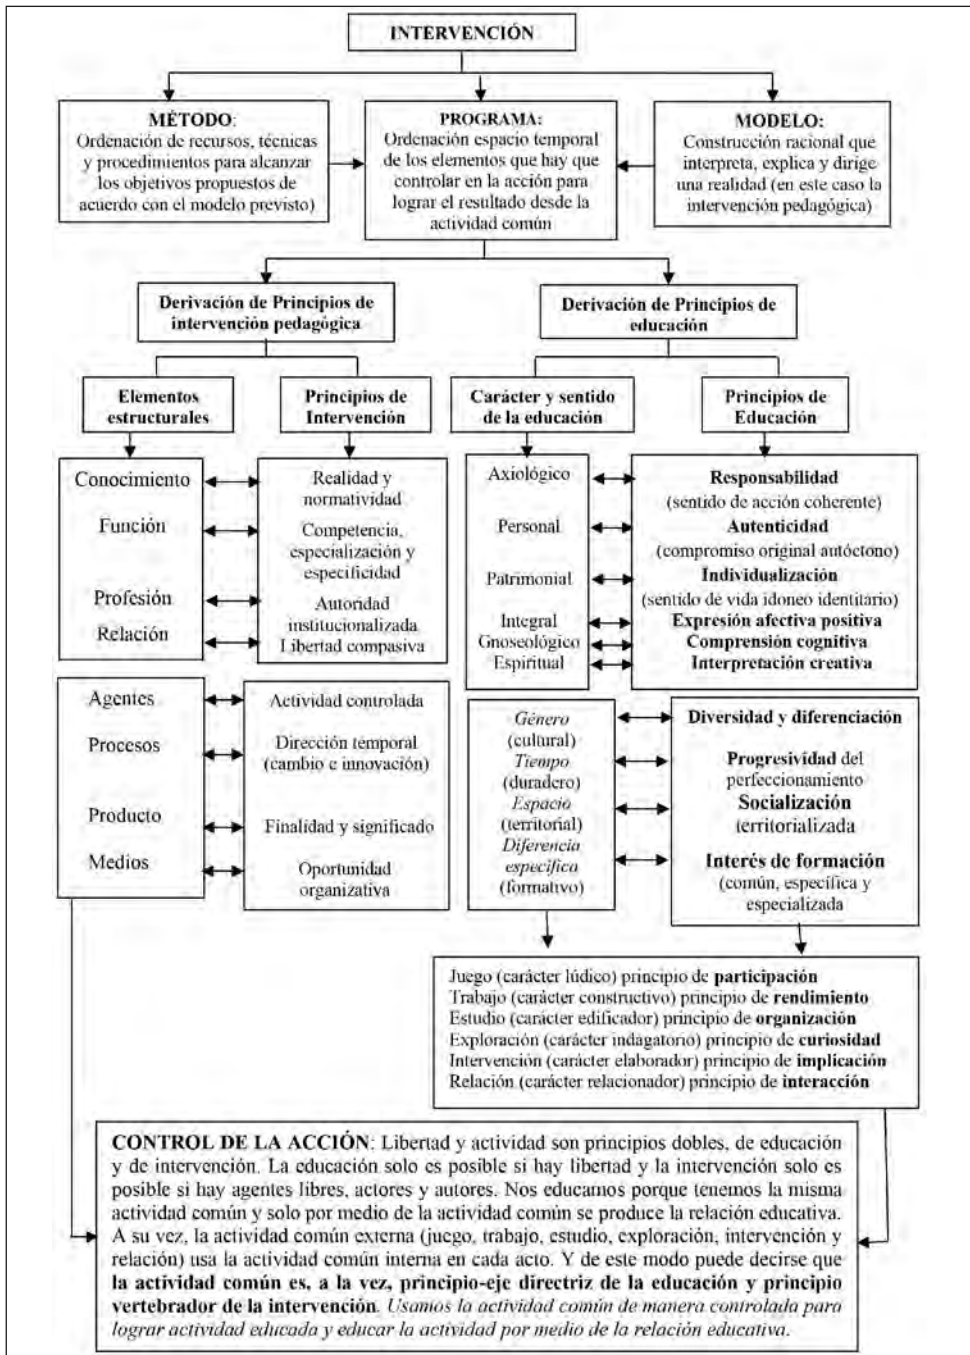 INTERVENCIÓN
MÉTODO:
Ordenación de recursos, técnicas
y procedimientos para alcanzar
los objetivos propuestos de
acuerdo con el modelo previsto)
PROGRAMA:
Ordenación espacio temporal
de los elementos que hay que
controlar en la acción para
lograr el resultado desde la
actividad común
MODELO:
Construcción racional que
interpreta, explica y dirige
una realidad (en este caso la
intervención pedagógica)
Derivación de Principios de
intervención pedagógica
Derivación de Principios de
educación
Elementos
estructurales
Principios de
Intervención
Carácter y sentido
de la educación
Principios de
Educación
Conocimiento
Función
Profesión
Relación
Realidad y
normatividad
Competencia,
especialización y
especificidad
Autoridad
institucionalizada
Libertad compasiva
Axiológico
Personal
Patrimonial
Integral
Gnoseológico
Espiritual
Responsabilidad
(sentido de acción coherente)
Autenticidad
(compromiso original autóctono)
Individualización
(sentido de vida idoneo identitario)
Expresión afectiva positiva
Comprensión cognitiva
Interpretación creativa
Agentes
Procesos
Producto
Medios
Actividad controlada
Dirección temporal
(cambio e innovación)
Finalidad y significado
Oportunidad
organizativa
Género
(cultural)
Tiempo
(duradero)
Espacio
(territorial)
Diferencia
específica
(formativo)
Diversidad y diferenciación
Progresividad del
perfeccionamiento
Socialización
territorializada
Interés de formación
(común, específica y
especializada
Juego (carácter lúdico) principio de participación
Trabajo (carácter constructivo) principio de rendimiento
Estudio (carácter edificador) principio de organización
Exploración (carácter indagatorio) principio de curiosidad
Intervención (carácter elaborador) principio de implicación
Relación (carácter relacionador) principio de interacción
CONTROL DE LA ACCIÓN: Libertad y actividad son principios dobles, de educación
y de intervención. La educación solo es posible si hay libertad y la intervención solo es
posible si hay agentes libres, actores y autores. Nos educamos porque tenemos la misma
actividad común y solo por medio de la actividad común se produce la relación educativa.
A su vez, la actividad común externa (juego, trabajo, estudio, exploración, intervención y
relación) usa la actividad común interna en cada acto. Y de este modo puede decirse que
la actividad común es, a la vez, principio-eje directriz de la educación y principio
vertebrador de la intervención. Usamos la actividad común de manera controlada para
lograr actividad educada y educar la actividad por medio de la relación educativa.